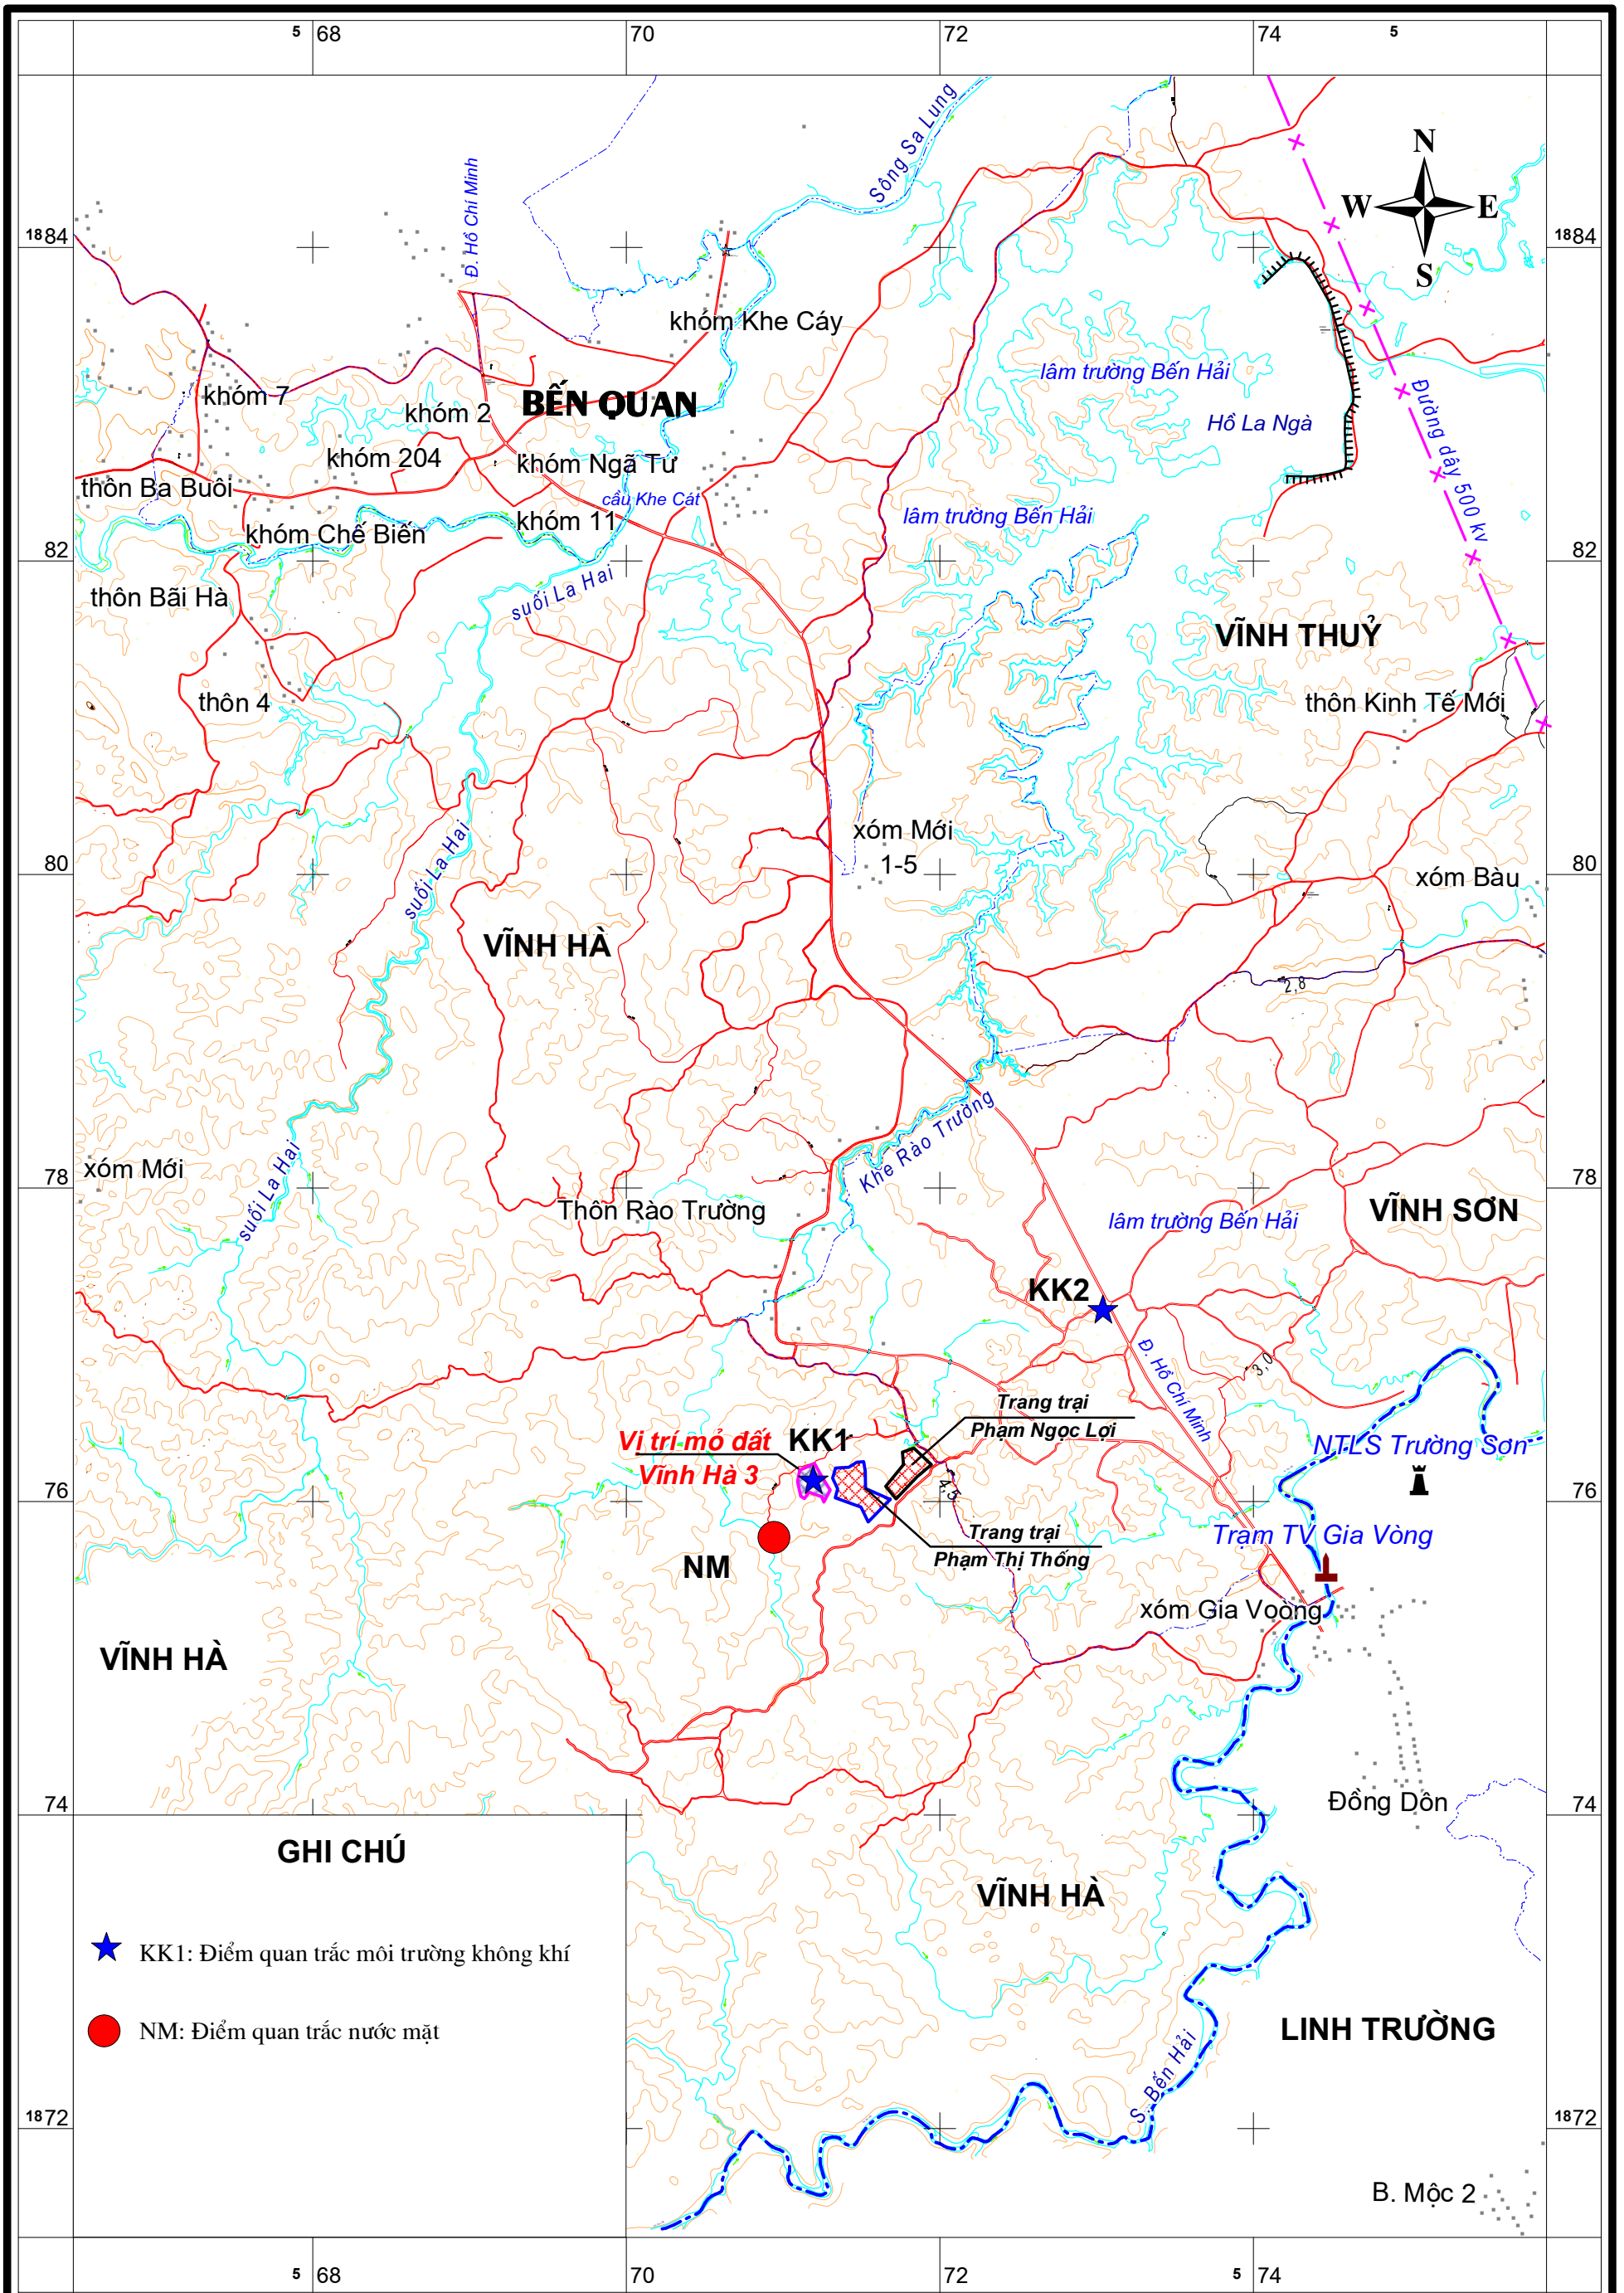 5 68 70 72 74 5
Sông Sa Lung
Đ. Hồ Chí Minh
N
W E
S
1884 1884
khóm Khe Cáy
lâm trường Bến Hải
khóm 7
khóm 2
BẾN QUAN
Hồ La Ngà
Đường dây 500 kv
khóm 204
khóm Ngã Tư
thôn Ba Buôi
cầu Khe Cát
khóm 11
lâm trường Bến Hải
khóm Chế Biến
82 82
suối La Hai
thôn Bãi Hà
VĨNH THUỶ
thôn 4
thôn Kinh Tế Mới
xóm Mới
1-5
80 80
suối La Hai
xóm Bàu
VĨNH HÀ
2,8
Khe Rào Trường
suối La Hai
xóm Mới
78 78
Thôn Rào Trường
lâm trường Bến Hải
VĨNH SƠN
KK2
Đ. Hồ Chí Minh
3,0
Trang trại
Phạm Ngọc Lợi
Vị trí mỏ đất
Vĩnh Hà 3
KK1
NTLS Trường Sơn
4,5
76 76
Trang trại
Phạm Thị Thống
Trạm TV Gia Vòng
NM
xóm Gia Voòng
VĨNH HÀ
Đồng Dôn
74 74
GHI CHÚ
VĨNH HÀ
KK1: Điểm quan trắc môi trường không khí
NM: Điểm quan trắc nước mặt
LINH TRƯỜNG
S. Bến Hải
1872 1872
B. Mộc 2
5 68 70 72 5 74